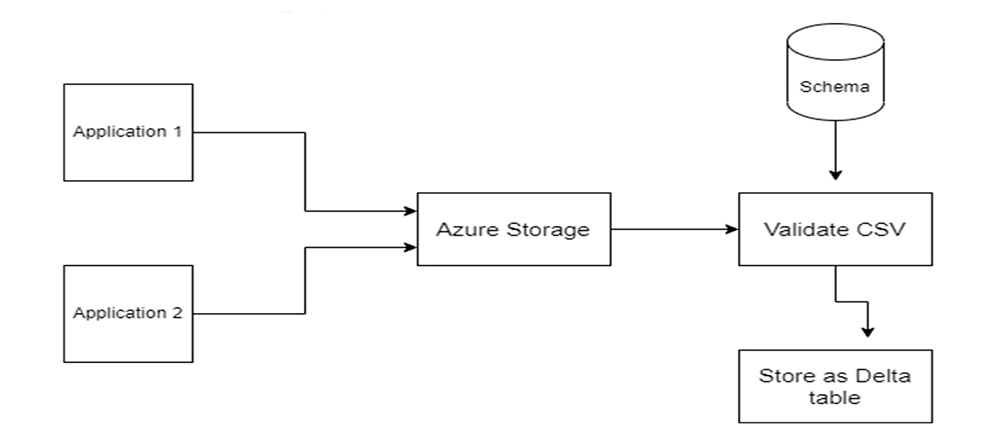 Schema
Application 1
Azure Storage
Validate CSV
Application 2
Store as Delta
table